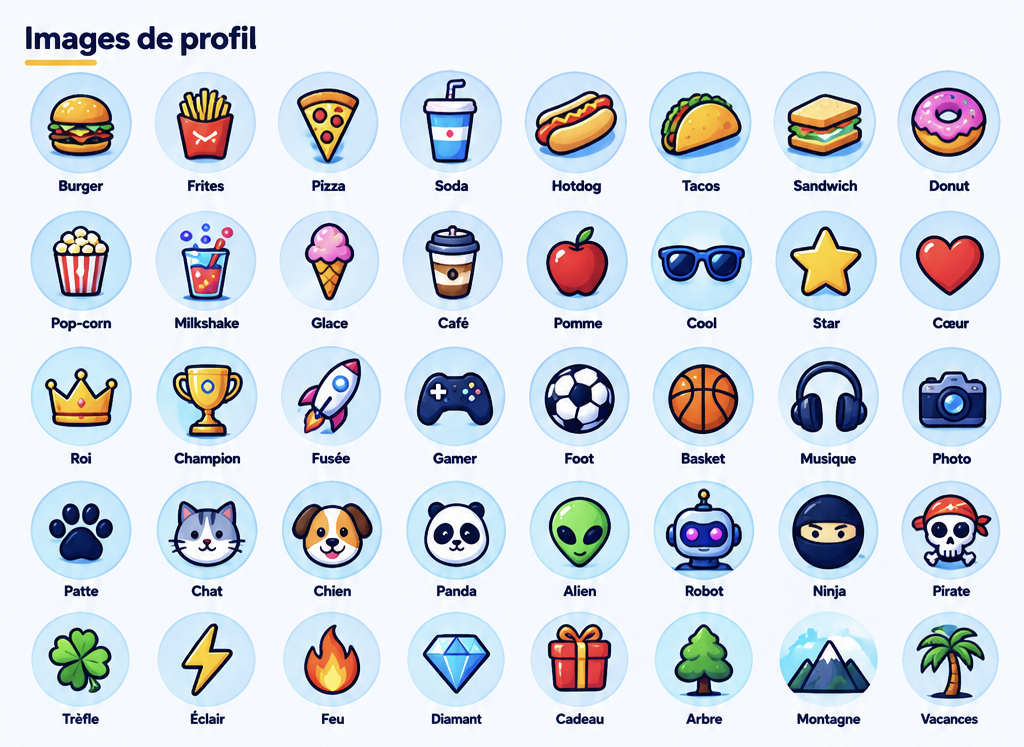 Images de profil
Burger Frites Pizza Soda Hotdog Tacos Sandwich Donut
Pop-corn Milkshake Glace Café Pomme Cool Star Cœur
Roi Champion Fusée Gamer Foot Basket Musique Photo
Patte Chat Chien Panda Alien Robot Ninja Pirate
Trèfle Éclair Feu Diamant Cadeau Arbre Montagne Vacances